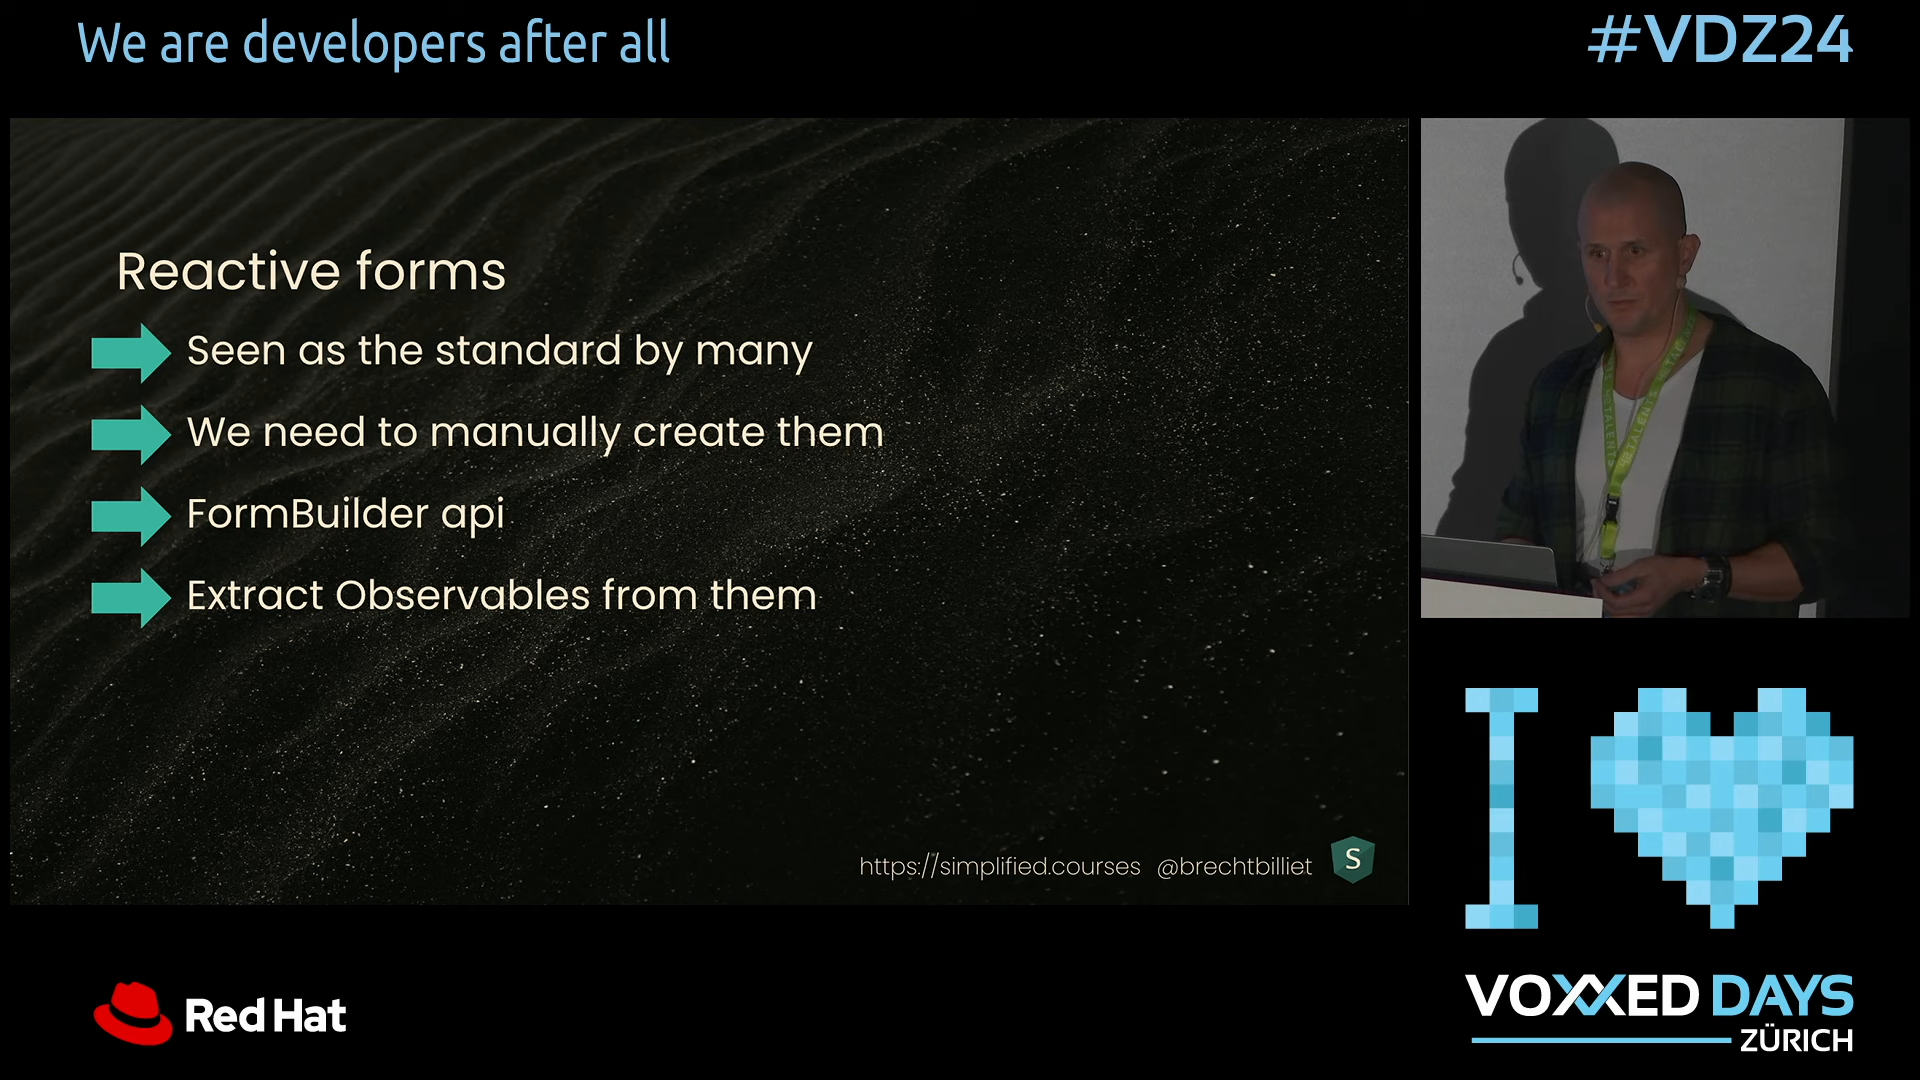 We are developers after all
#VDZ24
Reactive forms
Seen as the standard by many
We need to manually create them
FormBuilder api
Extract Observables from them
https://simplified.courses @brechtbilliet
S
I
Red Hat
VOXXED DAYS
ZÜRICH